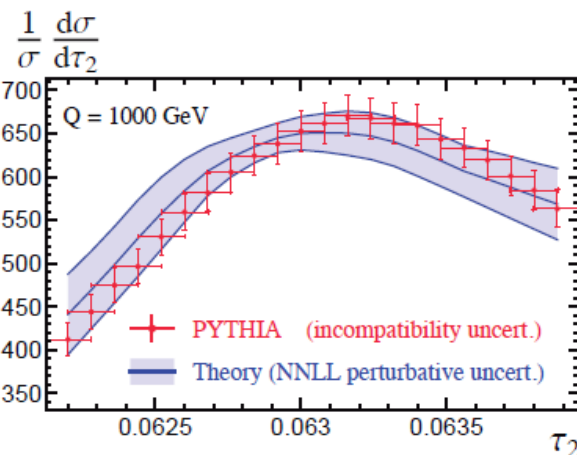 1 dσ
σ dτ₂
700
Q = 1000 GeV
650
600
550
500
450
PYTHIA (incompatibility uncert.)
400
Theory (NNLL perturbative uncert.)
350
0.0625 0.063 0.0635
τ₂